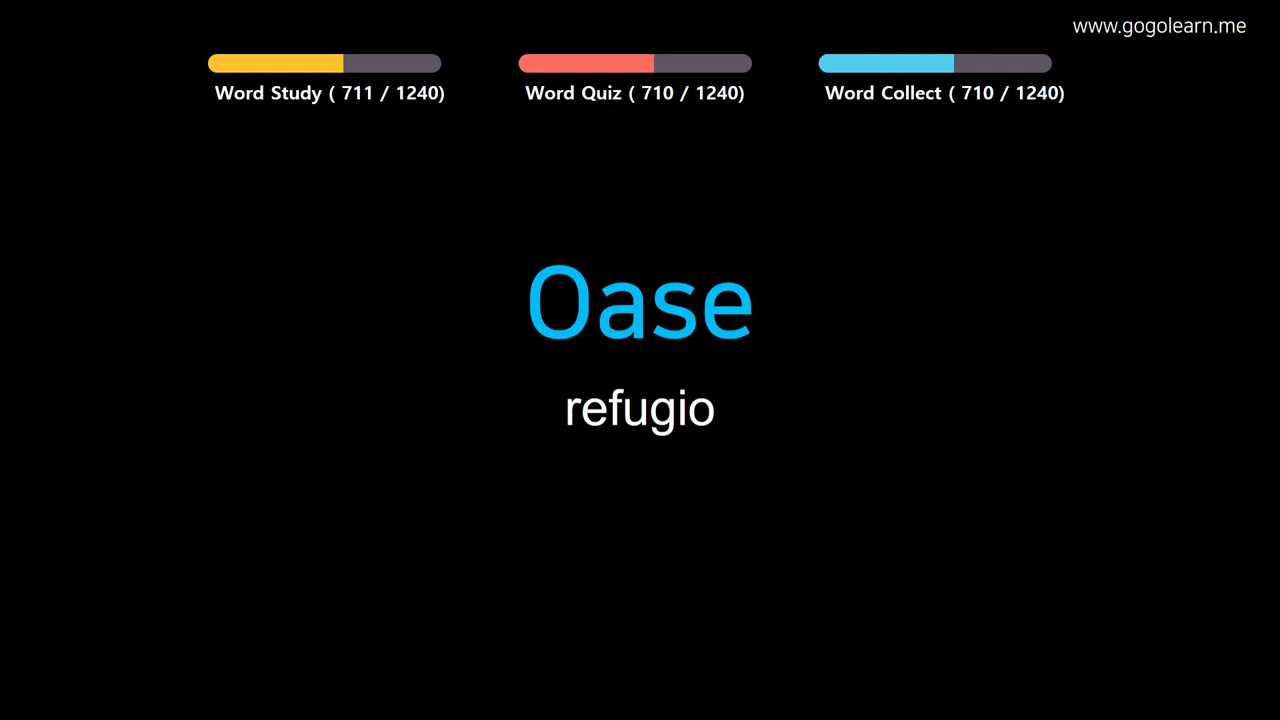 www.gogolearn.me
Word Study ( 711 / 1240)
Word Quiz ( 710 / 1240)
Word Collect ( 710 / 1240)
Oase
refugio